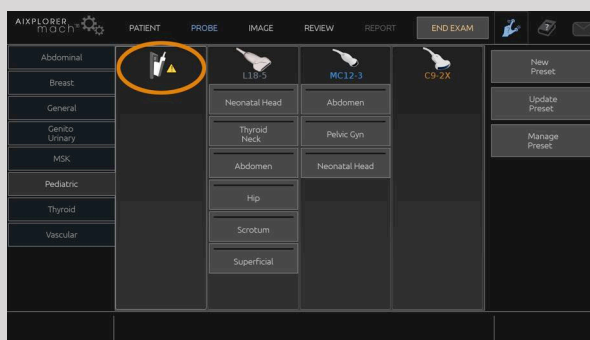 AIXPLORER
mach
PATIENT
PROBE
IMAGE
REVIEW
REPORT
END EXAM
Abdominal
Breast
General
Genito
Urinary
MSK
Pediatric
Thyroid
Vascular
L18-5
Neonatal Head
Thyroid
Neck
Abdomen
Hip
Scrotum
Superficial
MC12-3
Abdomen
Pelvic Gyn
Neonatal Head
C9-2X
New
Preset
Update
Preset
Manage
Preset